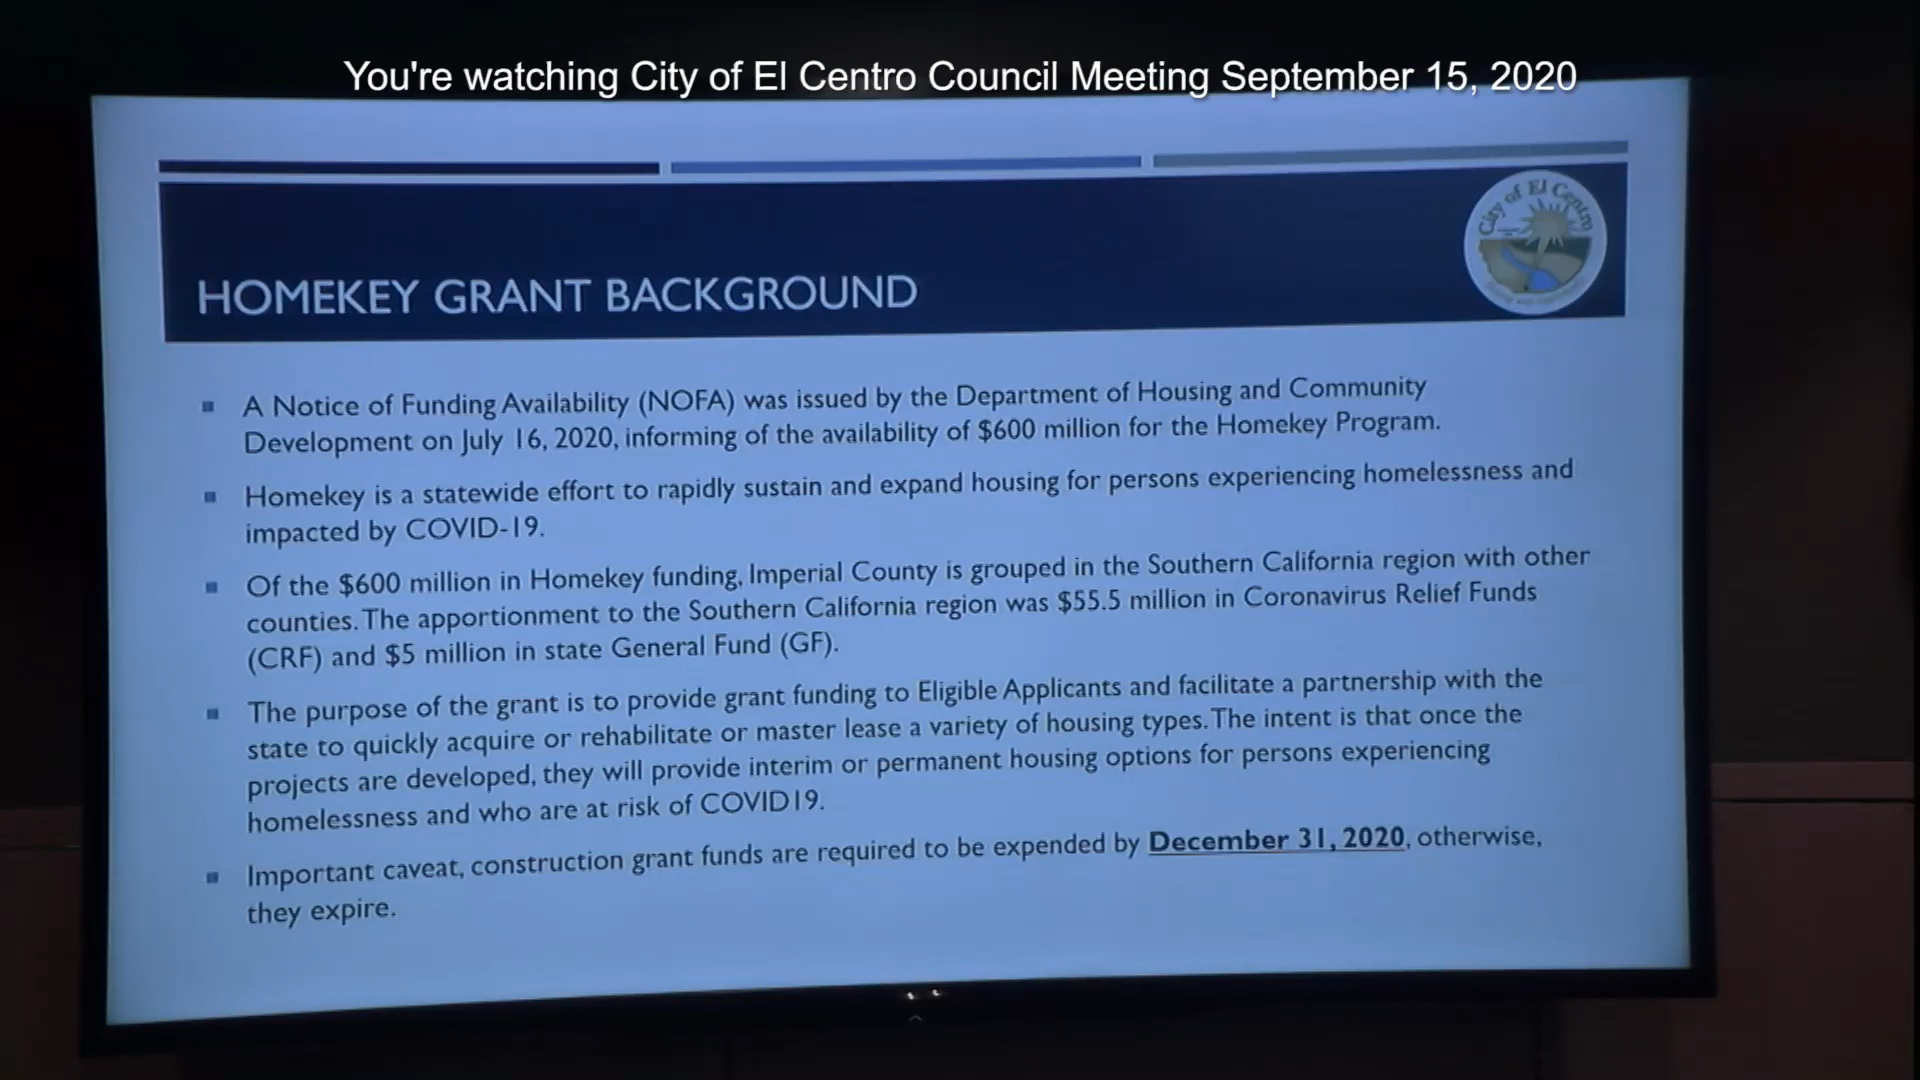 You're watching City of El Centro Council Meeting September 15, 2020
City of El Centro
HOMEKEY GRANT BACKGROUND
▪ A Notice of Funding Availability (NOFA) was issued by the Department of Housing and Community
Development on July 16, 2020, informing of the availability of $600 million for the Homekey Program.
▪ Homekey is a statewide effort to rapidly sustain and expand housing for persons experiencing homelessness and
impacted by COVID-19.
▪ Of the $600 million in Homekey funding, Imperial County is grouped in the Southern California region with other
counties. The apportionment to the Southern California region was $55.5 million in Coronavirus Relief Funds
(CRF) and $5 million in state General Fund (GF).
▪ The purpose of the grant is to provide grant funding to Eligible Applicants and facilitate a partnership with the
state to quickly acquire or rehabilitate or master lease a variety of housing types. The intent is that once the
projects are developed, they will provide interim or permanent housing options for persons experiencing
homelessness and who are at risk of COVID19.
▪ Important caveat, construction grant funds are required to be expended by December 31, 2020, otherwise,
they expire.